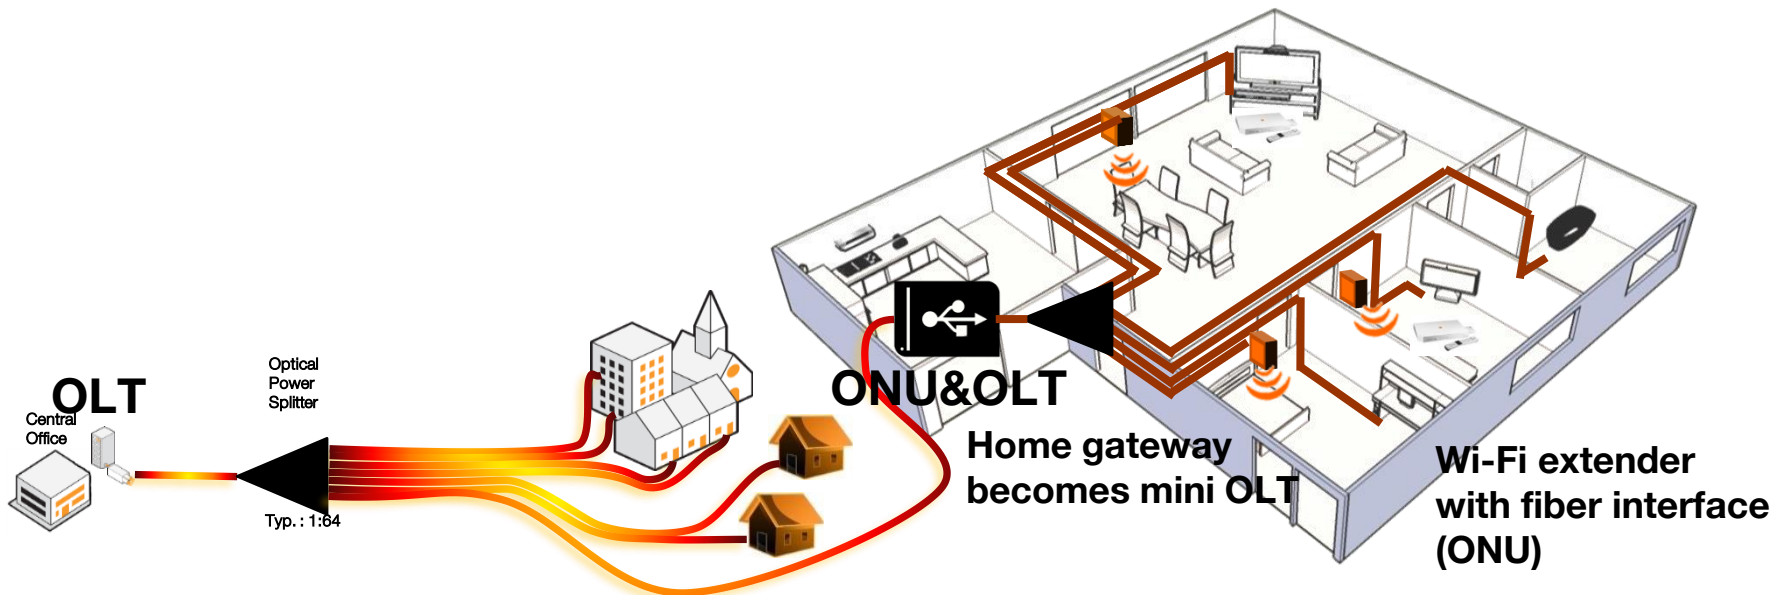 OLT
Central
Office
Optical
Power
Splitter
Typ. : 1:64
ONU&OLT
Home gateway
becomes mini OLT
Wi-Fi extender
with fiber interface
(ONU)